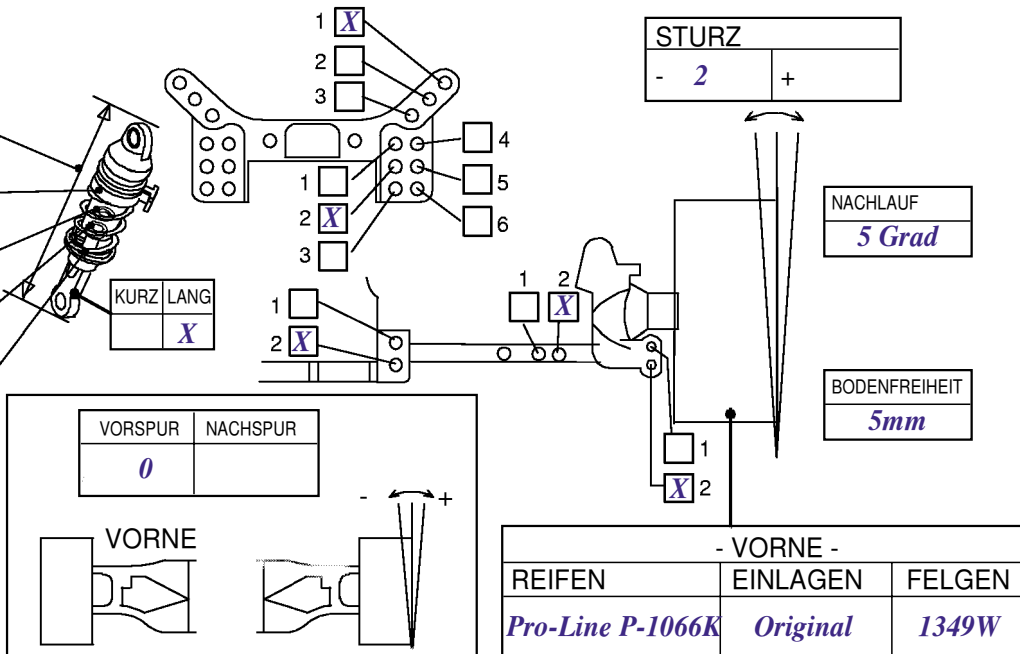 1 X
2
3
STURZ
- 2 +
4
1
5
2 X
6
3
NACHLAUF
5 Grad
KURZ LANG
X
1
2 X
1 2
X
BODENFREIHEIT
5mm
VORSPUR NACHSPUR
0
1
X 2
- +
VORNE
- VORNE -
REIFEN EINLAGEN FELGEN
Pro-Line P-1066K Original 1349W